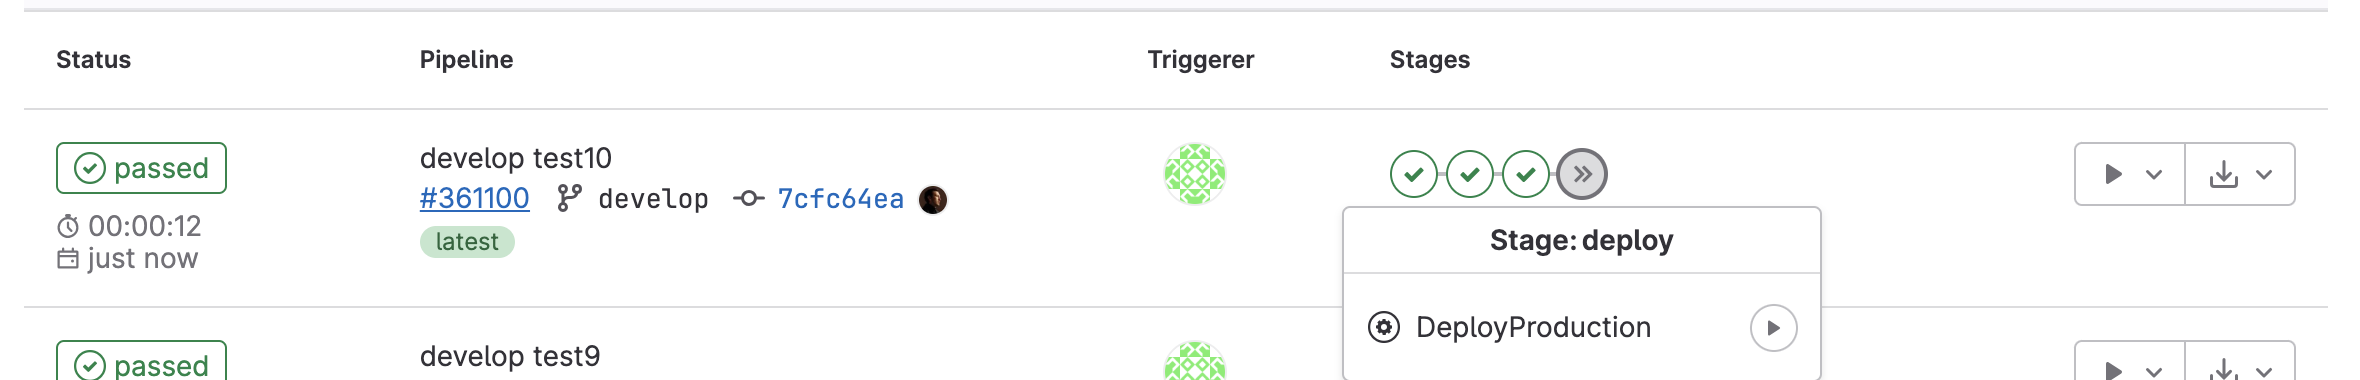 Status Pipeline Triggerer Stages
passed
00:00:12
just now
develop test10
#361100 develop 7cfc64ea
latest
Stage: deploy
DeployProduction
passed
develop test9